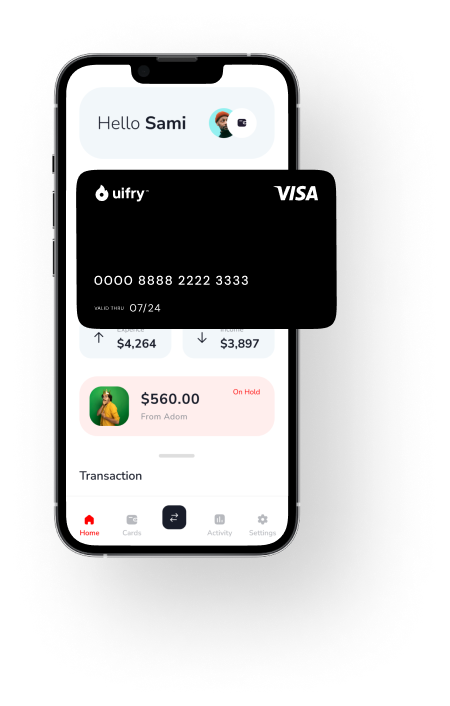 Hello Sami
uifry™
VISA
0000 8888 2222 3333
VALID THRU 07/24
Expence
$4,264
Income
$3,897
$560.00
On Hold
From Adom
Transaction
Home
Cards
Activity
Settings